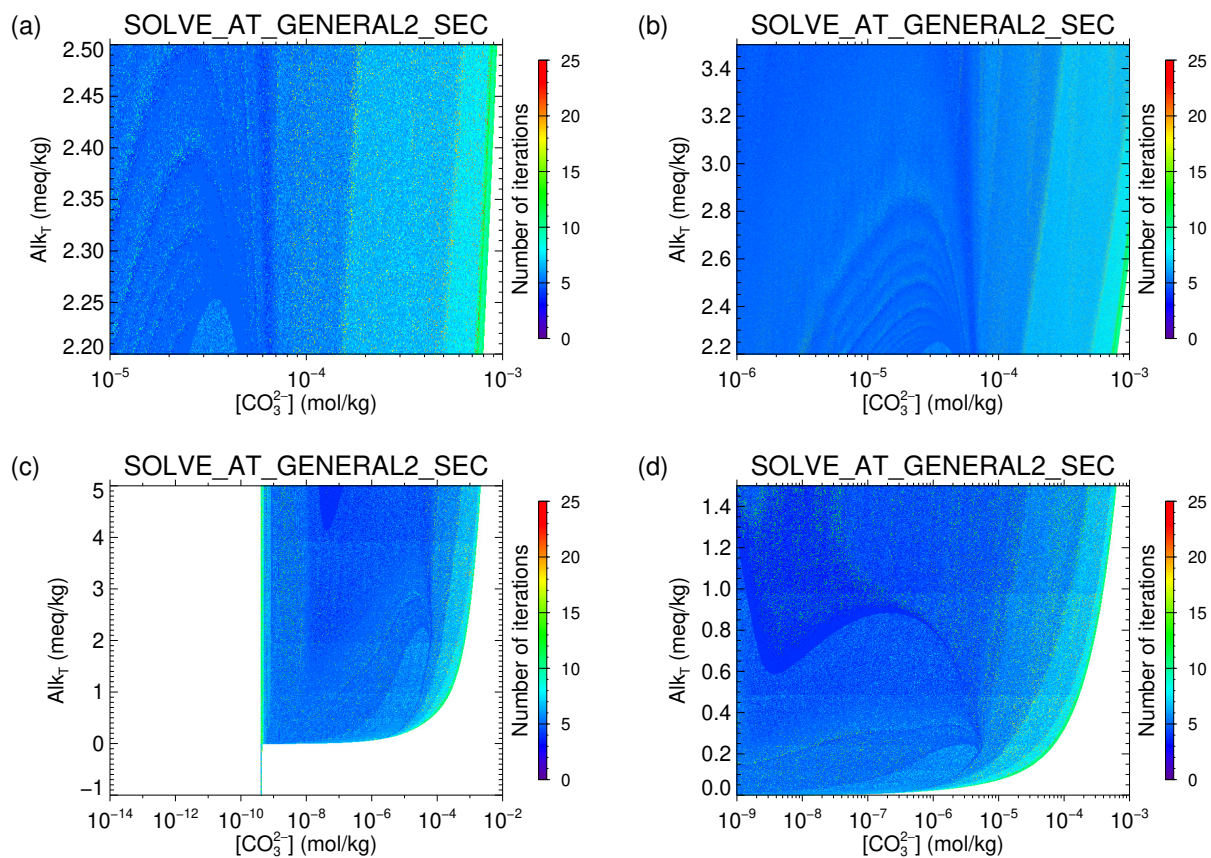 (a) SOLVE_AT_GENERAL2_SEC
Alk_T (meq/kg)
2.50
2.45
2.40
2.35
2.30
2.25
2.20
10^−5 10^−4 10^−3
[CO_3^2−] (mol/kg)
Number of iterations
25
20
15
10
5
0
(b) SOLVE_AT_GENERAL2_SEC
Alk_T (meq/kg)
3.4
3.2
3.0
2.8
2.6
2.4
2.2
10^−6 10^−5 10^−4 10^−3
[CO_3^2−] (mol/kg)
Number of iterations
25
20
15
10
5
0
(c) SOLVE_AT_GENERAL2_SEC
Alk_T (meq/kg)
5
4
3
2
1
0
−1
10^−14 10^−12 10^−10 10^−8 10^−6 10^−4 10^−2
[CO_3^2−] (mol/kg)
Number of iterations
25
20
15
10
5
0
(d) SOLVE_AT_GENERAL2_SEC
Alk_T (meq/kg)
1.4
1.2
1.0
0.8
0.6
0.4
0.2
0.0
10^−9 10^−8 10^−7 10^−6 10^−5 10^−4 10^−3
[CO_3^2−] (mol/kg)
Number of iterations
25
20
15
10
5
0